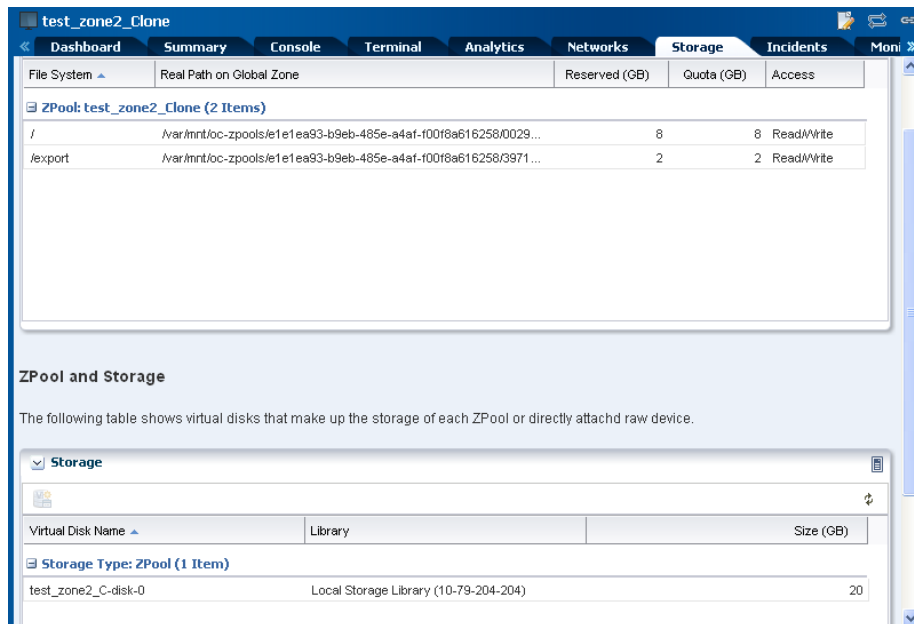 test_zone2_Clone
Dashboard Summary Console Terminal Analytics Networks Storage Incidents Moni
File System Real Path on Global Zone Reserved (GB) Quota (GB) Access
ZPool: test_zone2_Clone (2 Items)
/ /var/mnt/oc-zpools/e1e1ea93-b9eb-485e-a4af-f00f8a616258/0029... 8 8 Read/Write
/export /var/mnt/oc-zpools/e1e1ea93-b9eb-485e-a4af-f00f8a616258/3971... 2 2 Read/Write
ZPool and Storage
The following table shows virtual disks that make up the storage of each ZPool or directly attachd raw device.
Storage
Virtual Disk Name Library Size (GB)
Storage Type: ZPool (1 Item)
test_zone2_C-disk-0 Local Storage Library (10-79-204-204) 20